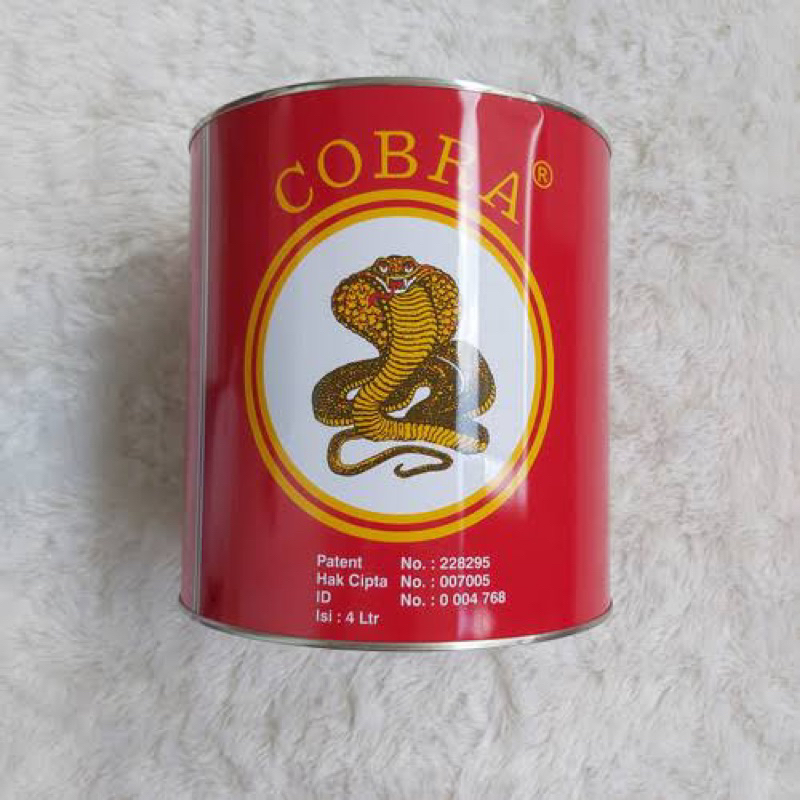 COBRA®
Patent No. : 228295
Hak Cipta No. : 007005
ID No. : 0 004 768
Isi : 4 Ltr